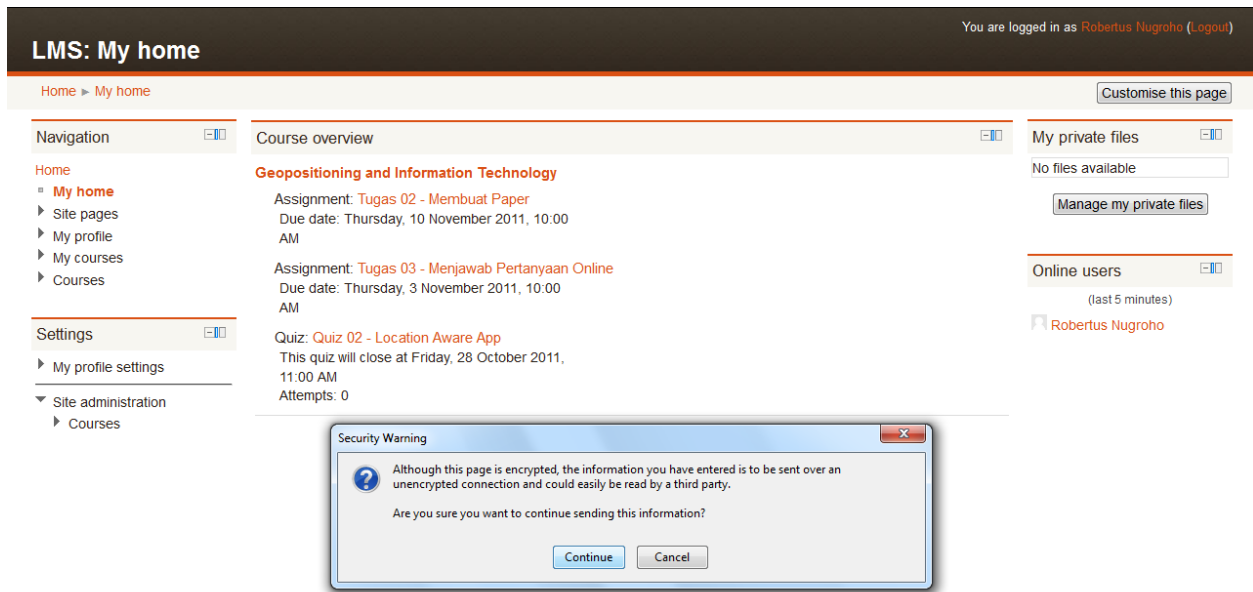 You are logged in as Robertus Nugroho (Logout)
LMS: My home
Home ► My home
Customise this page
Navigation
Home
My home
Site pages
My profile
My courses
Courses
Settings
My profile settings
Site administration
Courses
Course overview
Geopositioning and Information Technology
Assignment: Tugas 02 - Membuat Paper
Due date: Thursday, 10 November 2011, 10:00
AM
Assignment: Tugas 03 - Menjawab Pertanyaan Online
Due date: Thursday, 3 November 2011, 10:00
AM
Quiz: Quiz 02 - Location Aware App
This quiz will close at Friday, 28 October 2011,
11:00 AM
Attempts: 0
My private files
No files available
Manage my private files
Online users
(last 5 minutes)
Robertus Nugroho
Security Warning
Although this page is encrypted, the information you have entered is to be sent over an
unencrypted connection and could easily be read by a third party.
Are you sure you want to continue sending this information?
Continue
Cancel